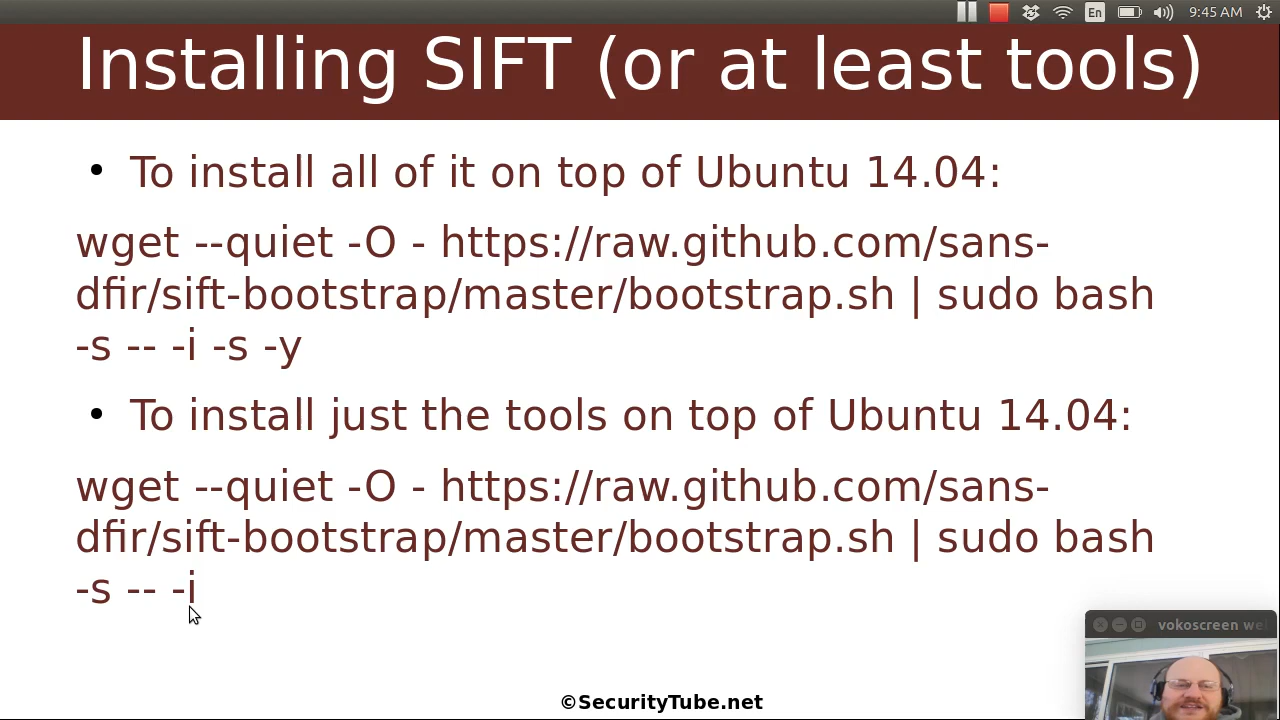 En 9:45 AM
Installing SIFT (or at least tools)
• To install all of it on top of Ubuntu 14.04:
wget --quiet -O - https://raw.github.com/sans-
dfir/sift-bootstrap/master/bootstrap.sh | sudo bash
-s -- -i -s -y
• To install just the tools on top of Ubuntu 14.04:
wget --quiet -O - https://raw.github.com/sans-
dfir/sift-bootstrap/master/bootstrap.sh | sudo bash
-s -- -i
vokoscreen
©SecurityTube.net